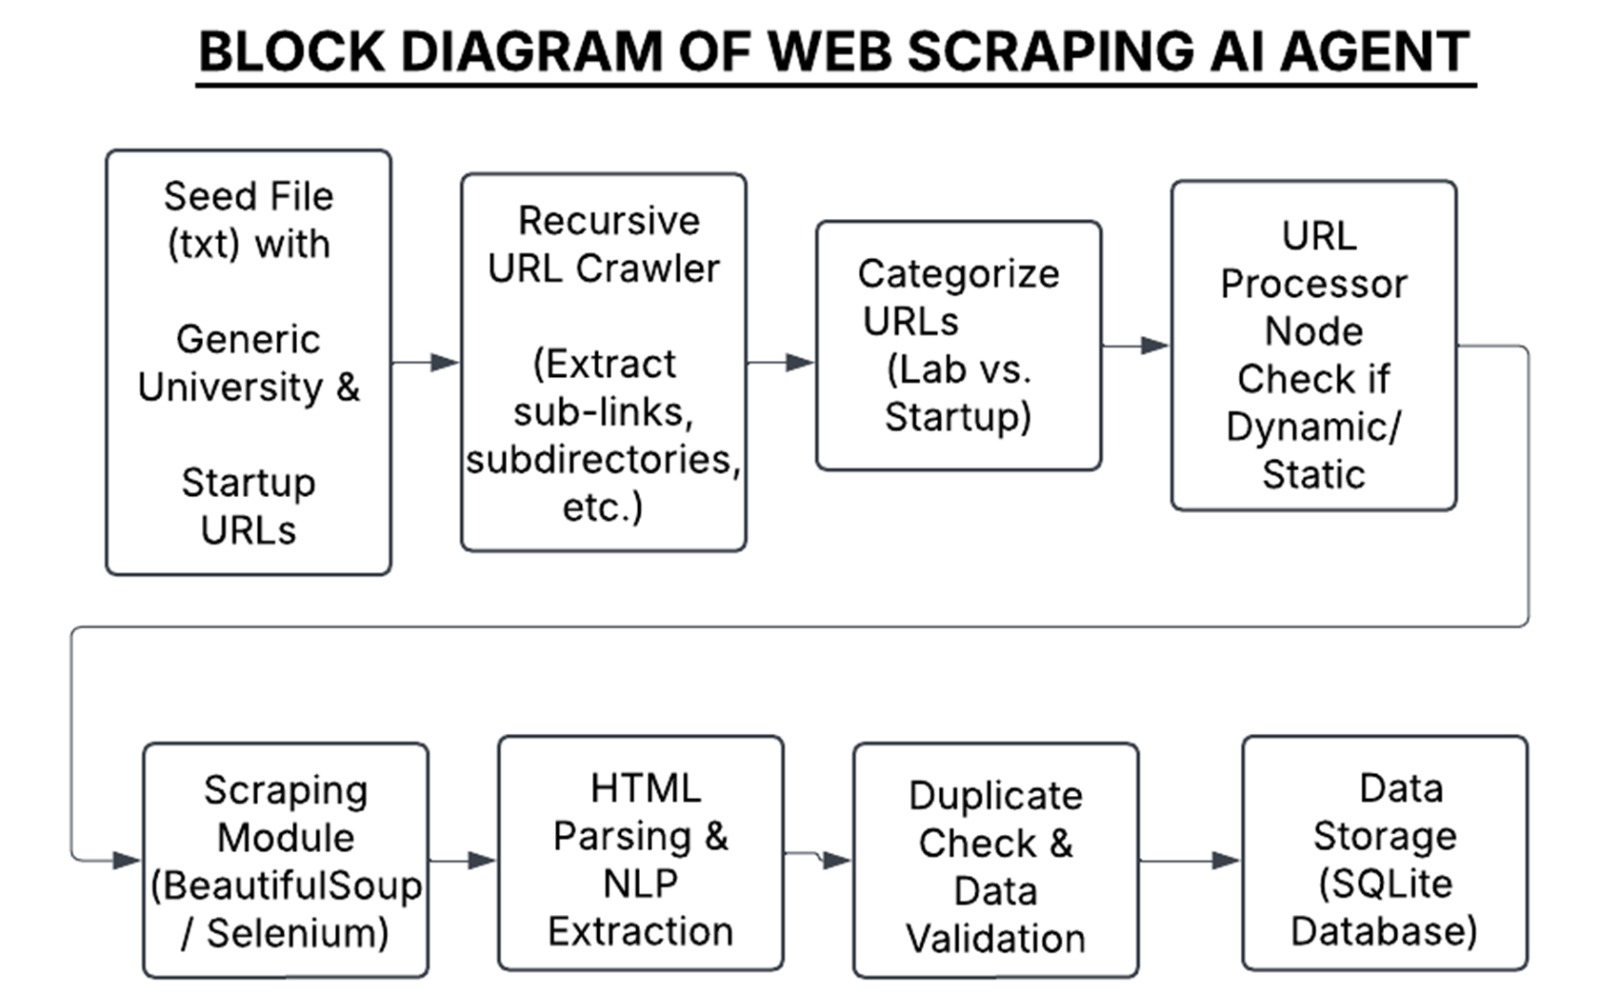 BLOCK DIAGRAM OF WEB SCRAPING AI AGENT
Seed File
(txt) with
Generic
University &
Startup
URLs
Recursive
URL Crawler
(Extract
sub-links,
subdirectories,
etc.)
Categorize
URLs
(Lab vs.
Startup)
URL
Processor
Node
Check if
Dynamic/
Static
Scraping
Module
(BeautifulSoup
/ Selenium)
HTML
Parsing &
NLP
Extraction
Duplicate
Check &
Data
Validation
Data
Storage
(SQLite
Database)